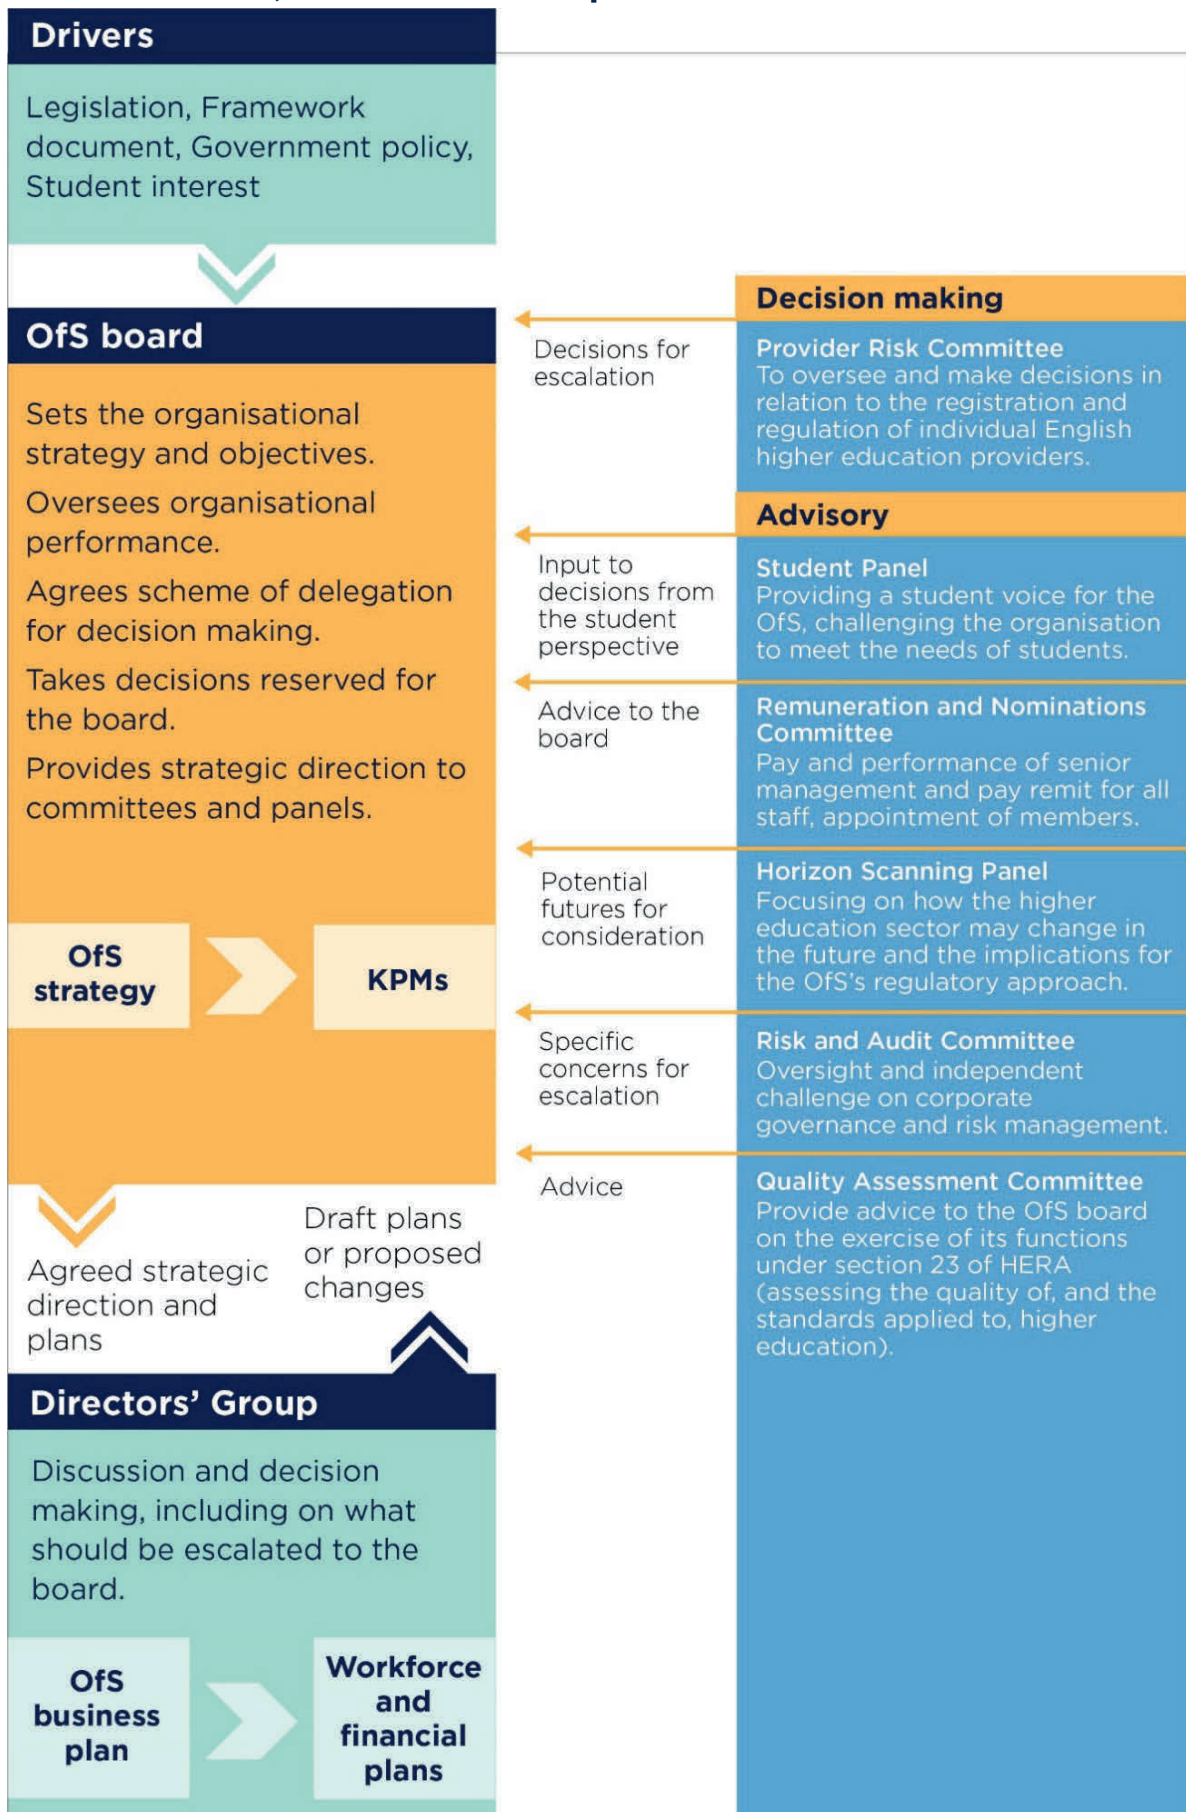 Drivers
Legislation, Framework
document, Government policy,
Student interest
OfS board
Sets the organisational
strategy and objectives.
Oversees organisational
performance.
Agrees scheme of delegation
for decision making.
Takes decisions reserved for
the board.
Provides strategic direction to
committees and panels.
OfS
strategy
KPMs
Decisions for
escalation
Input to
decisions from
the student
perspective
Advice to the
board
Potential
futures for
consideration
Specific
concerns for
escalation
Advice
Decision making
Provider Risk Committee
To oversee and make decisions in
relation to the registration and
regulation of individual English
higher education providers.
Advisory
Student Panel
Providing a student voice for the
OfS, challenging the organisation
to meet the needs of students.
Remuneration and Nominations
Committee
Pay and performance of senior
management and pay remit for all
staff, appointment of members.
Horizon Scanning Panel
Focusing on how the higher
education sector may change in
the future and the implications for
the OfS's regulatory approach.
Risk and Audit Committee
Oversight and independent
challenge on corporate
governance and risk management.
Quality Assessment Committee
Provide advice to the OfS board
on the exercise of its functions
under section 23 of HERA
(assessing the quality of, and the
standards applied to, higher
education).
Agreed strategic
direction and
plans
Draft plans
or proposed
changes
Directors' Group
Discussion and decision
making, including on what
should be escalated to the
board.
OfS
business
plan
Workforce
and
financial
plans